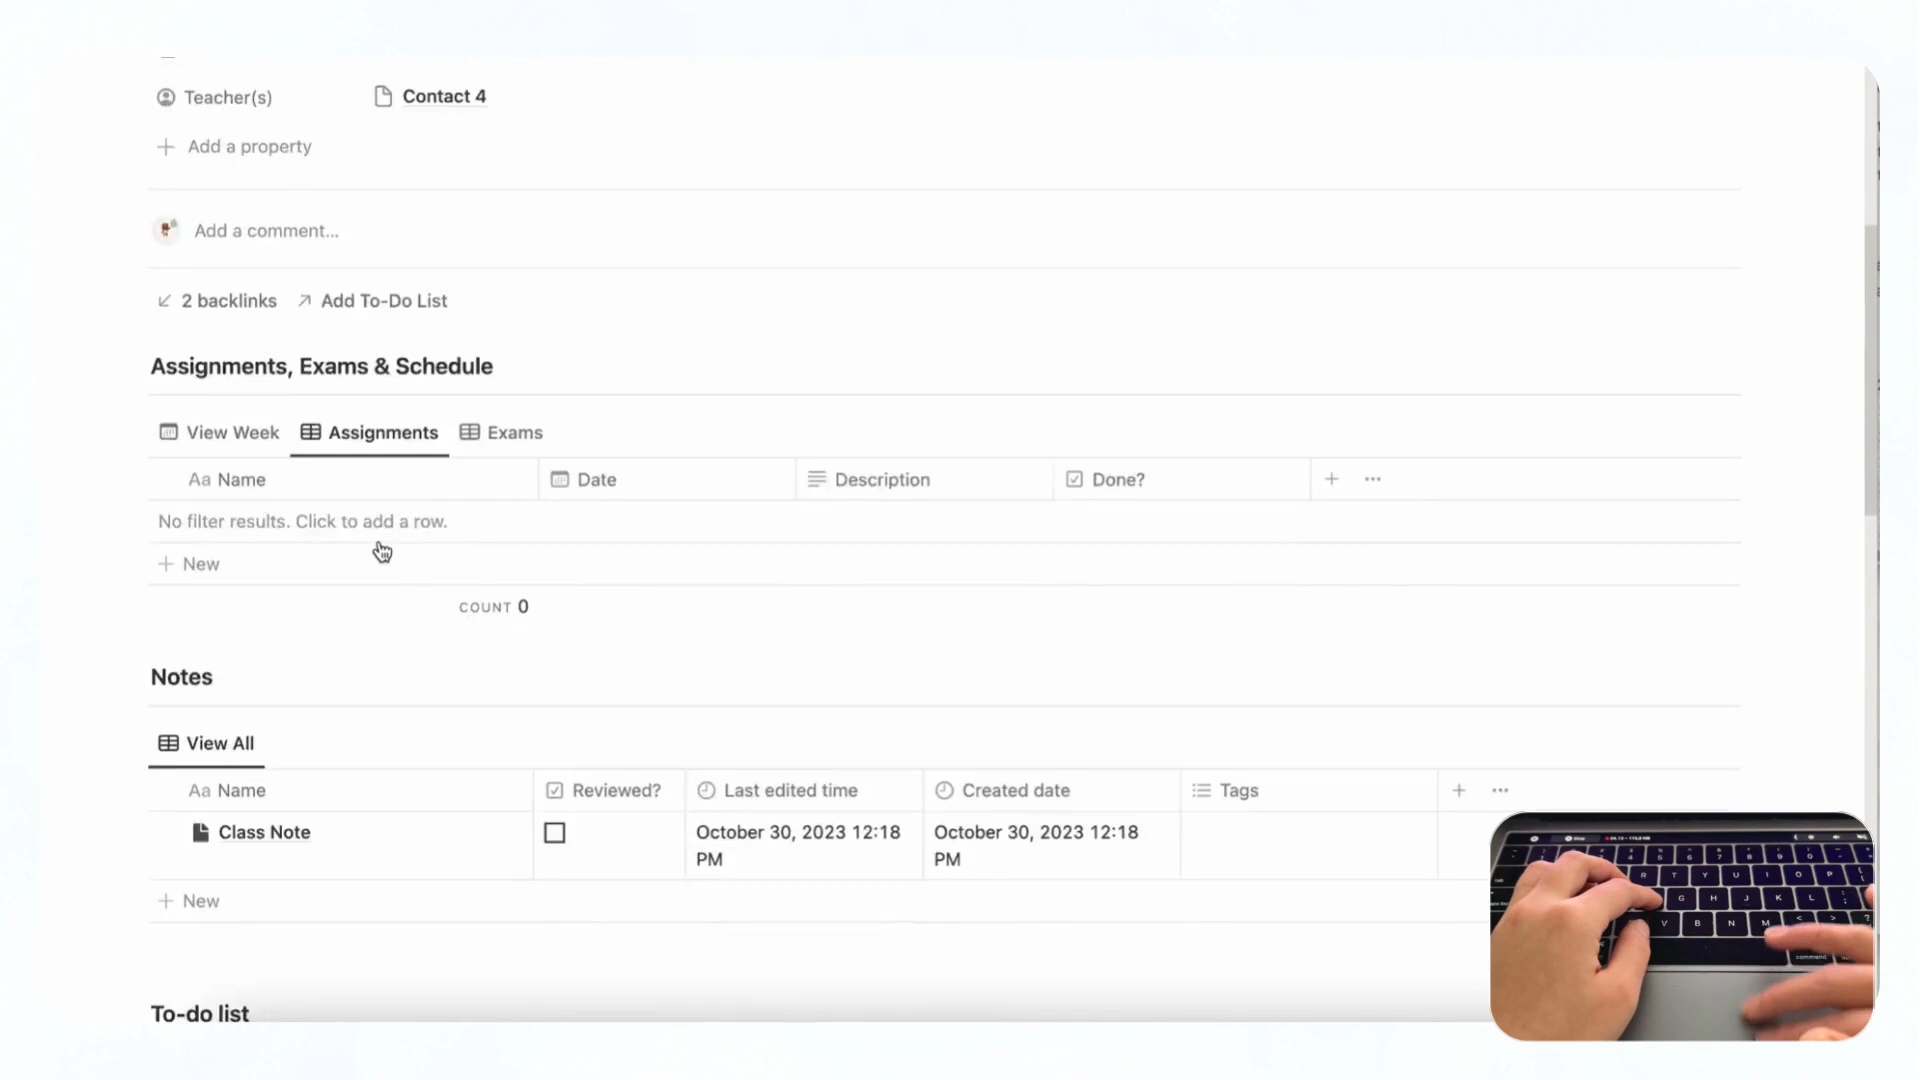 Teacher(s) Contact 4
Add a property
Add a comment...
2 backlinks Add To-Do List
Assignments, Exams & Schedule
View Week Assignments Exams
Aa Name Date Description Done?
No filter results. Click to add a row.
New
COUNT 0
Notes
View All
Aa Name Reviewed? Last edited time Created date Tags
Class Note October 30, 2023 12:18 PM October 30, 2023 12:18 PM
New
To-do list
R T Y U I O P
G H J K L
V B N M
command